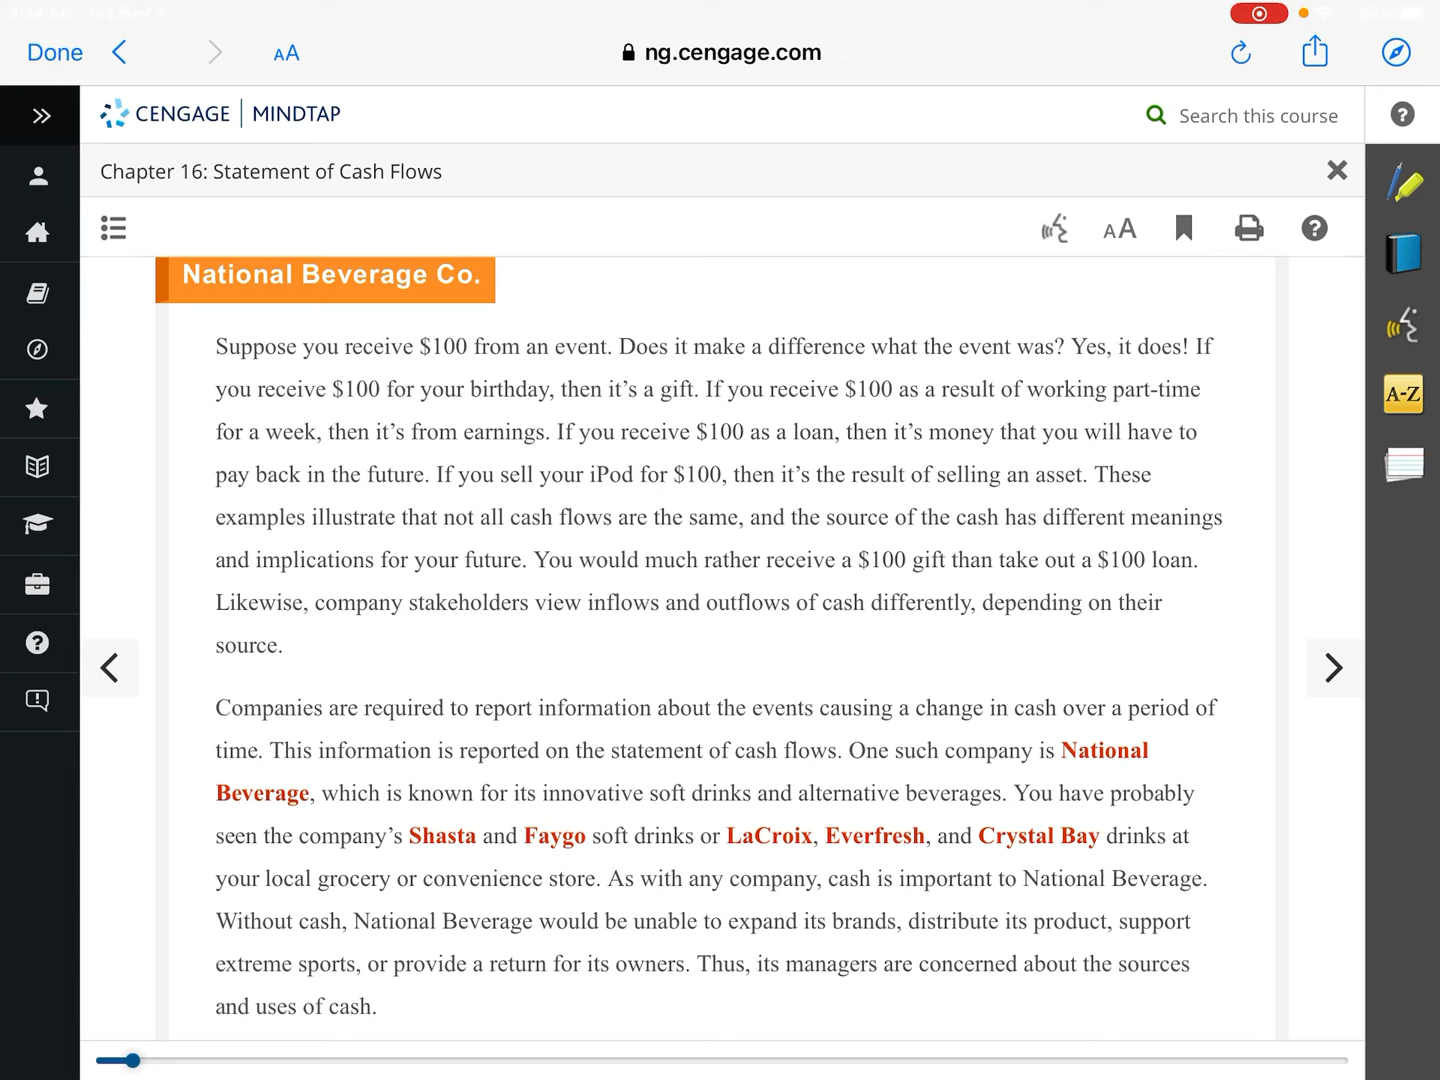 Done
AA
ng.cengage.com
CENGAGE | MINDTAP
Search this course
?
Chapter 16: Statement of Cash Flows
AA
?
National Beverage Co.
Suppose you receive $100 from an event. Does it make a difference what the event was? Yes, it does! If
you receive $100 for your birthday, then it’s a gift. If you receive $100 as a result of working part-time
for a week, then it’s from earnings. If you receive $100 as a loan, then it’s money that you will have to
pay back in the future. If you sell your iPod for $100, then it’s the result of selling an asset. These
examples illustrate that not all cash flows are the same, and the source of the cash has different meanings
and implications for your future. You would much rather receive a $100 gift than take out a $100 loan.
Likewise, company stakeholders view inflows and outflows of cash differently, depending on their
source.
Companies are required to report information about the events causing a change in cash over a period of
time. This information is reported on the statement of cash flows. One such company is National
Beverage, which is known for its innovative soft drinks and alternative beverages. You have probably
seen the company’s Shasta and Faygo soft drinks or LaCroix, Everfresh, and Crystal Bay drinks at
your local grocery or convenience store. As with any company, cash is important to National Beverage.
Without cash, National Beverage would be unable to expand its brands, distribute its product, support
extreme sports, or provide a return for its owners. Thus, its managers are concerned about the sources
and uses of cash.
A-Z